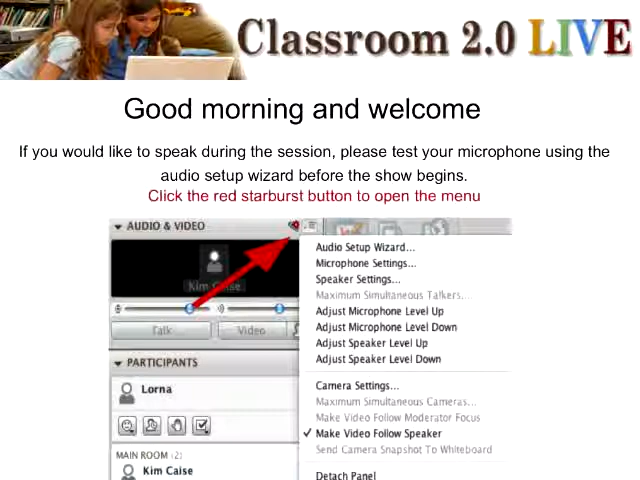 Classroom 2.0 LIVE
Good morning and welcome
If you would like to speak during the session, please test your microphone using the
audio setup wizard before the show begins.
Click the red starburst button to open the menu
AUDIO & VIDEO
Kim Caise
Talk
Video
PARTICIPANTS
Lorna
MAIN ROOM (2)
Kim Caise
Audio Setup Wizard...
Microphone Settings...
Speaker Settings...
Maximum Simultaneous Talkers...
Adjust Microphone Level Up
Adjust Microphone Level Down
Adjust Speaker Level Up
Adjust Speaker Level Down
Camera Settings...
Maximum Simultaneous Cameras...
Make Video Follow Moderator Focus
✓ Make Video Follow Speaker
Send Camera Snapshot To Whiteboard
Detach Panel